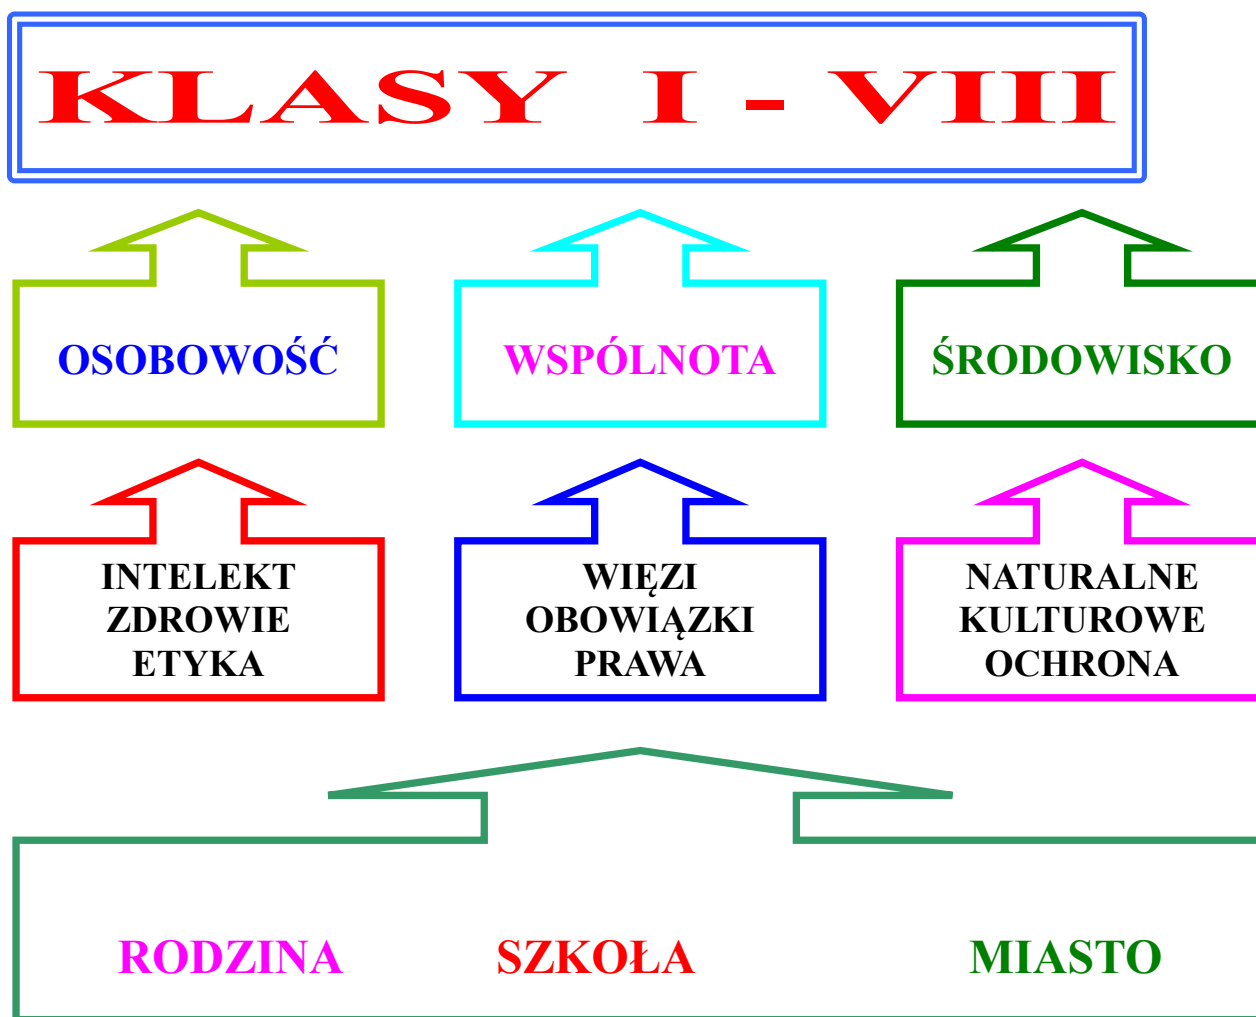 KLASY I - VIII
OSOBOWOŚĆ
WSPÓLNOTA
ŚRODOWISKO
INTELEKT
ZDROWIE
ETYKA
WIĘZI
OBOWIĄZKI
PRAWA
NATURALNE
KULTUROWE
OCHRONA
RODZINA SZKOŁA MIASTO